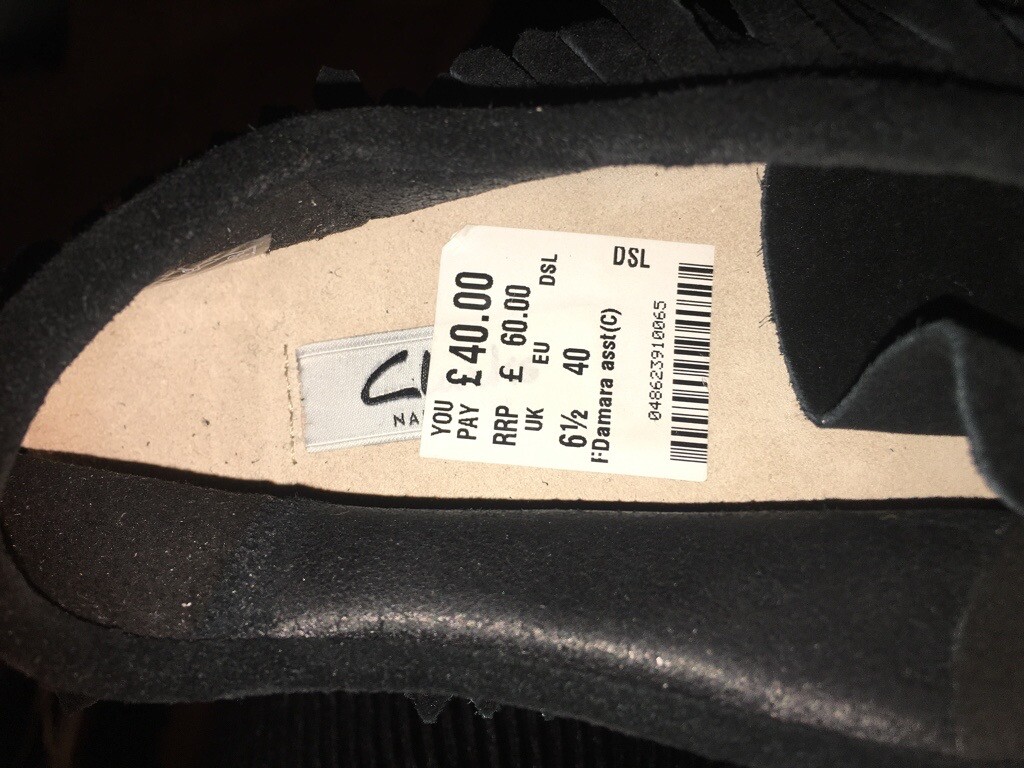 DSL
YOU
PAY £40.00
RRP £ 60.00
UK EU DSL
6½ 40
Damara asst(C)
048623910065